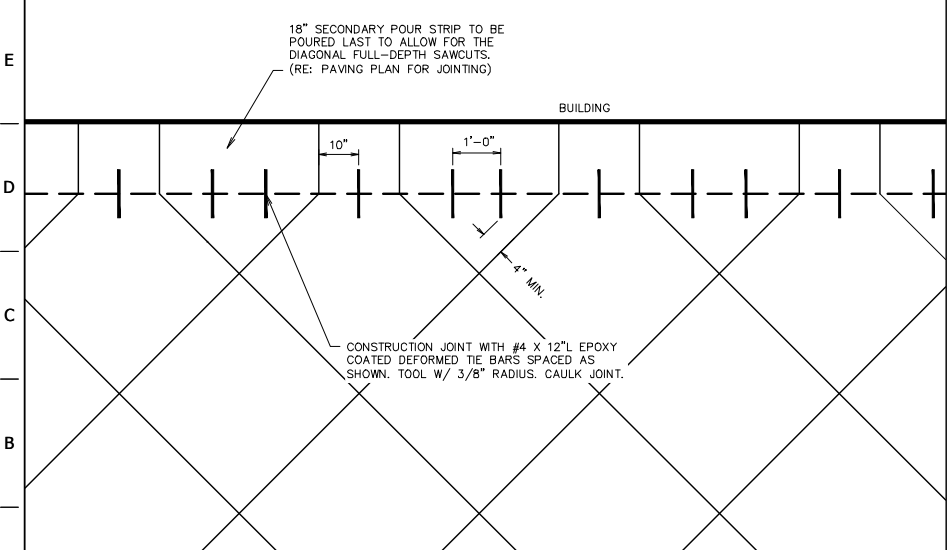 18" SECONDARY POUR STRIP TO BE
POURED LAST TO ALLOW FOR THE
DIAGONAL FULL-DEPTH SAWCUTS.
(RE: PAVING PLAN FOR JOINTING)
E
BUILDING
10"
1'-0"
D
4" MIN.
C
CONSTRUCTION JOINT WITH #4 X 12"L EPOXY
COATED DEFORMED TIE BARS SPACED AS
SHOWN. TOOL W/ 3/8" RADIUS. CAULK JOINT.
B